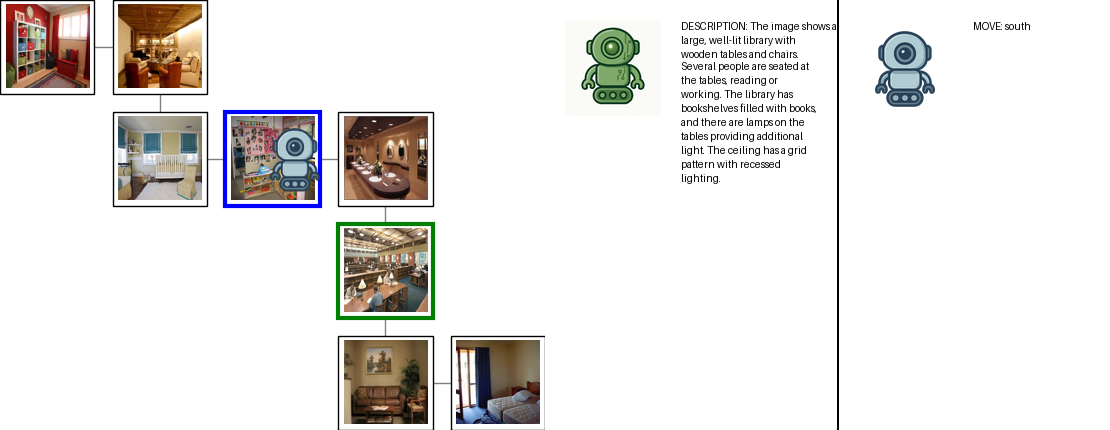 DESCRIPTION: The image shows a
large, well-lit library with
wooden tables and chairs.
Several people are seated at
the tables, reading or
working. The library has
bookshelves filled with books,
and there are lamps on the
tables providing additional
light. The ceiling has a grid
pattern with recessed
lighting.
MOVE: south